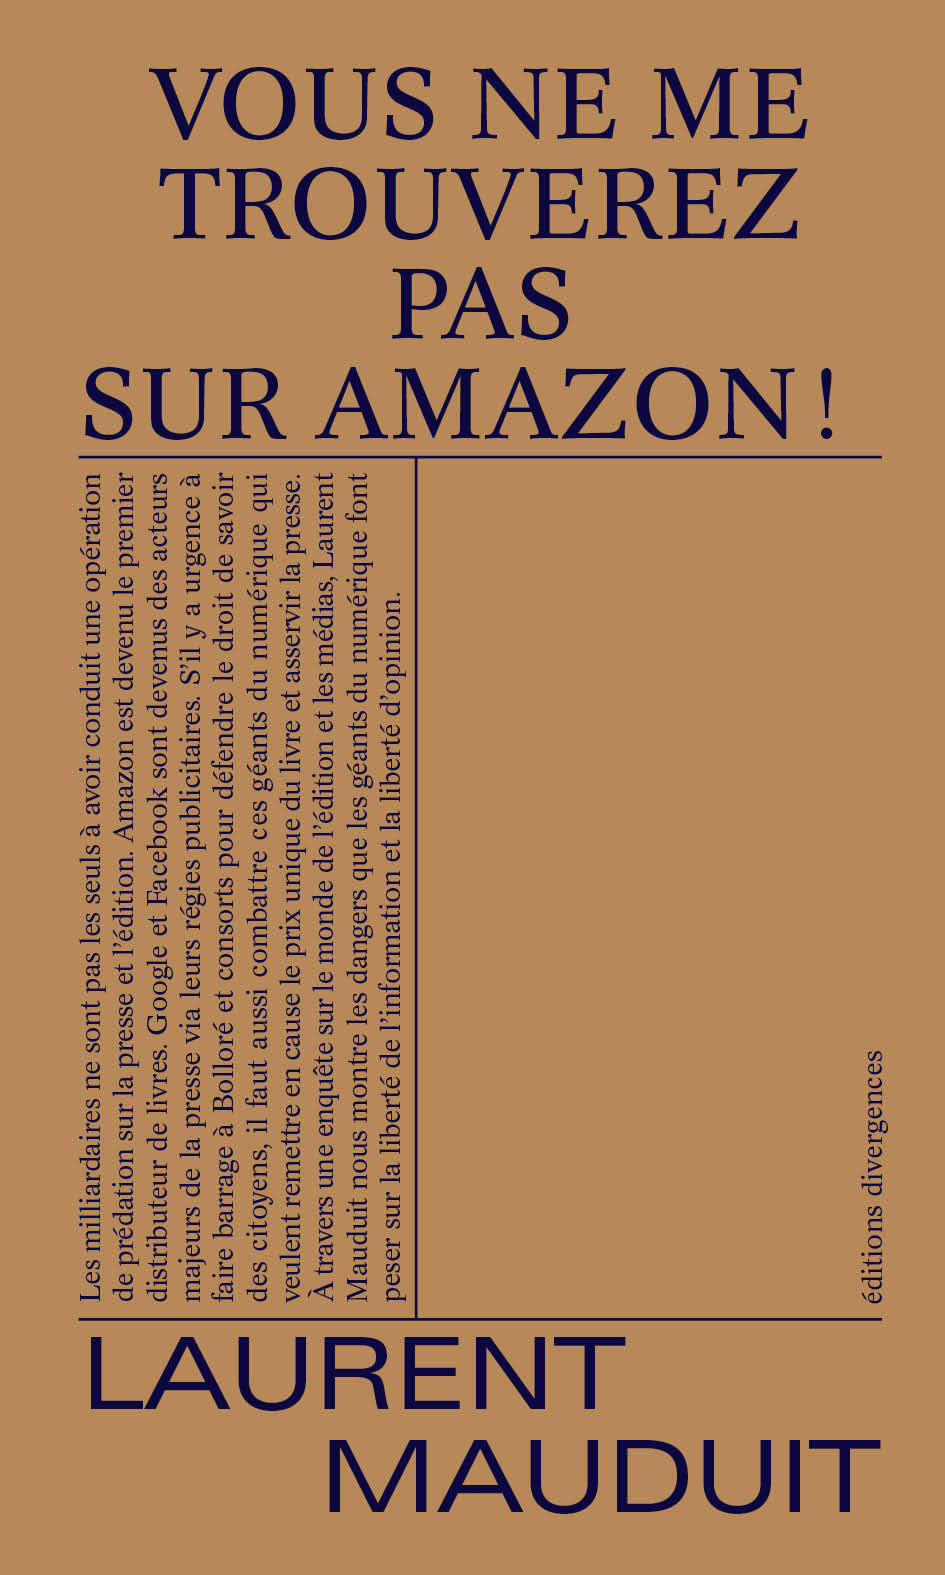 VOUS NE ME
TROUVEREZ
PAS
SUR AMAZON !
Les milliardaires ne sont pas les seuls à avoir conduit une opération
de prédation sur la presse et l’édition. Amazon est devenu le premier
distributeur de livres. Google et Facebook sont devenus des acteurs
majeurs de la presse via leurs régies publicitaires. S’il y a urgence à
faire barrage à Bolloré et consorts pour défendre le droit de savoir
des citoyens, il faut aussi combattre ces géants du numérique qui
veulent remettre en cause le prix unique du livre et asservir la presse.
À travers une enquête sur le monde de l’édition et les médias, Laurent
Mauduit nous montre les dangers que les géants du numérique font
peser sur la liberté de l’information et la liberté d’opinion.
éditions divergences
LAURENT
MAUDUIT